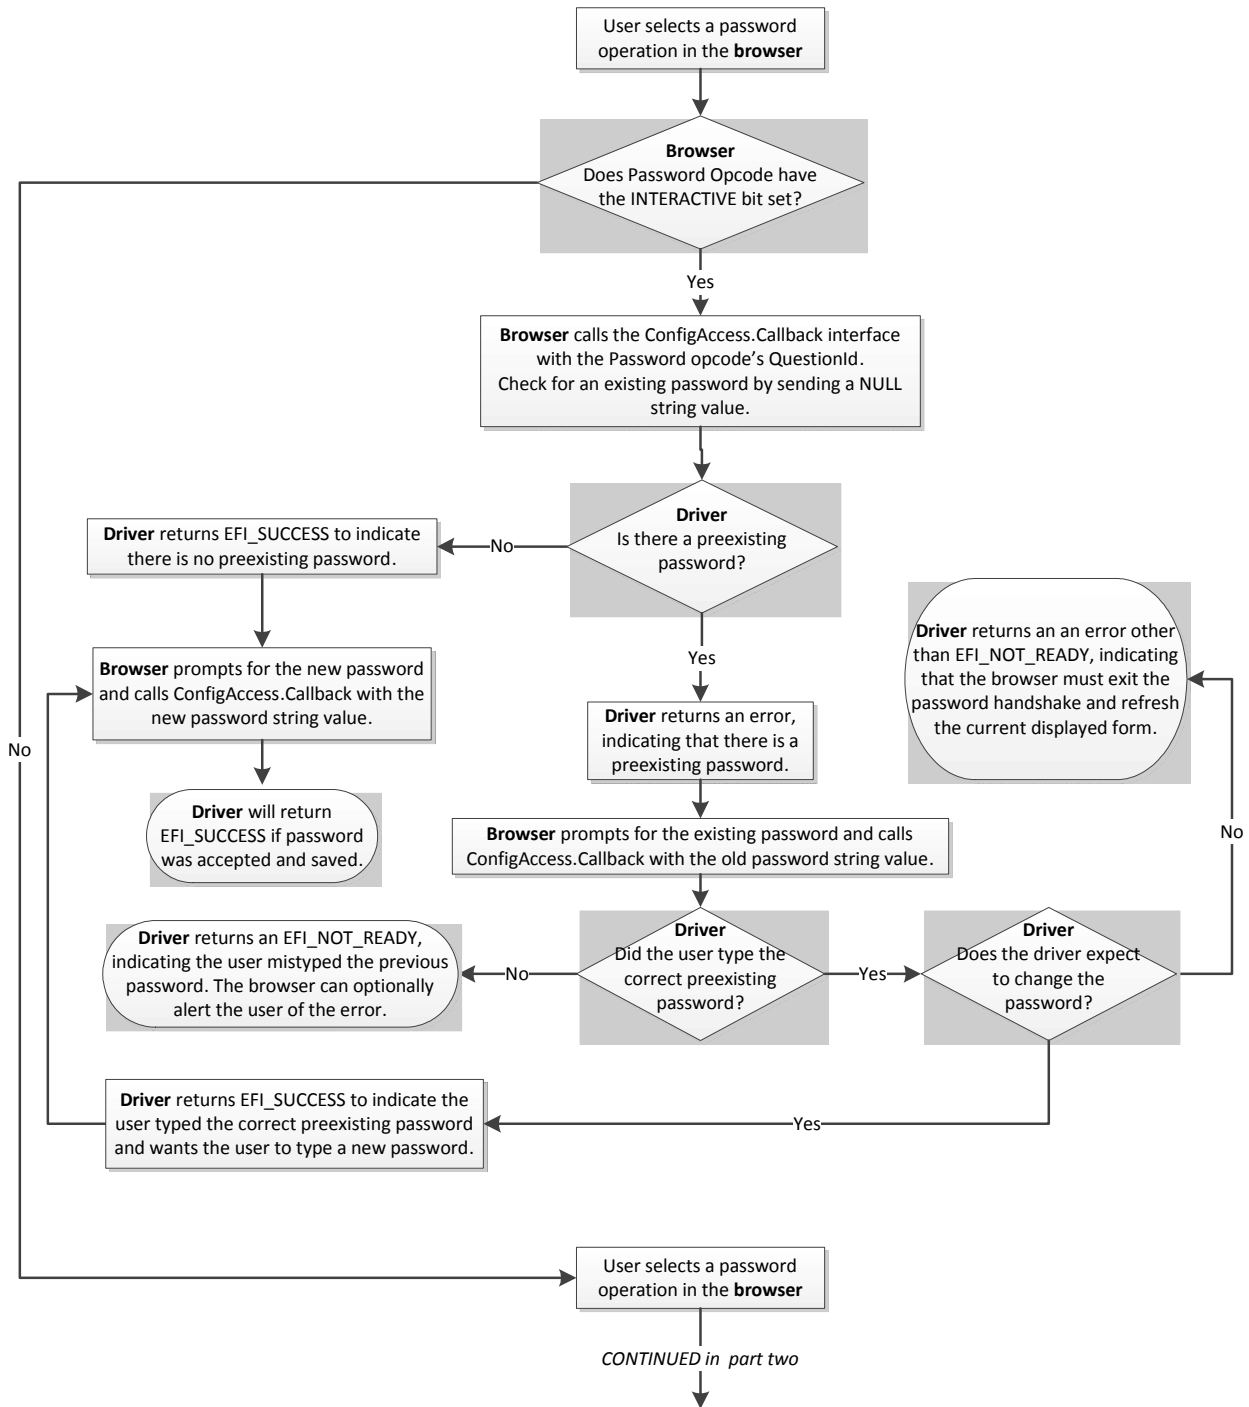 User selects a password
operation in the browser
Browser
Does Password Opcode have
the INTERACTIVE bit set?
Yes
Browser calls the ConfigAccess.Callback interface
with the Password opcode’s QuestionId.
Check for an existing password by sending a NULL
string value.
Driver
Is there a preexisting
password?
No
Driver returns EFI_SUCCESS to indicate
there is no preexisting password.
Browser prompts for the new password
and calls ConfigAccess.Callback with the
new password string value.
Driver will return
EFI_SUCCESS if password
was accepted and saved.
Yes
Driver returns an error,
indicating that there is a
preexisting password.
Browser prompts for the existing password and calls
ConfigAccess.Callback with the old password string value.
Driver
Did the user type the
correct preexisting
password?
No
Driver returns an EFI_NOT_READY,
indicating the user mistyped the previous
password. The browser can optionally
alert the user of the error.
Yes
Driver
Does the driver expect
to change the
password?
No
Driver returns an an error other
than EFI_NOT_READY, indicating
that the browser must exit the
password handshake and refresh
the current displayed form.
Yes
Driver returns EFI_SUCCESS to indicate the
user typed the correct preexisting password
and wants the user to type a new password.
No
User selects a password
operation in the browser
CONTINUED in part two